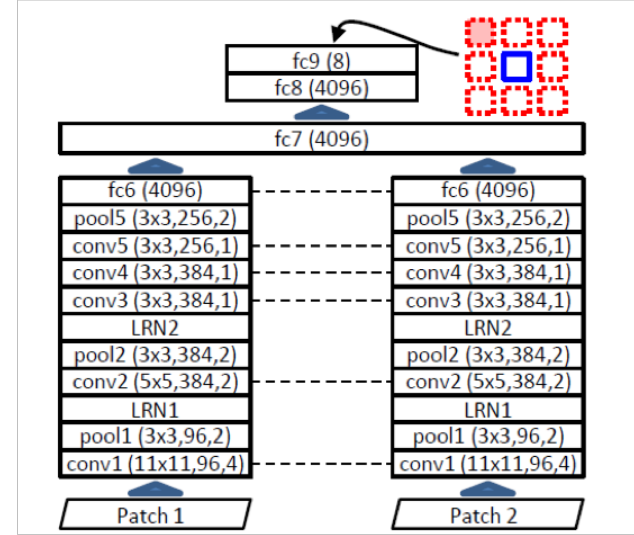 fc9 (8)
fc8 (4096)
fc7 (4096)
fc6 (4096)
pool5 (3x3,256,2)
conv5 (3x3,256,1)
conv4 (3x3,384,1)
conv3 (3x3,384,1)
LRN2
pool2 (3x3,384,2)
conv2 (5x5,384,2)
LRN1
pool1 (3x3,96,2)
conv1 (11x11,96,4)
Patch 1
fc6 (4096)
pool5 (3x3,256,2)
conv5 (3x3,256,1)
conv4 (3x3,384,1)
conv3 (3x3,384,1)
LRN2
pool2 (3x3,384,2)
conv2 (5x5,384,2)
LRN1
pool1 (3x3,96,2)
conv1 (11x11,96,4)
Patch 2